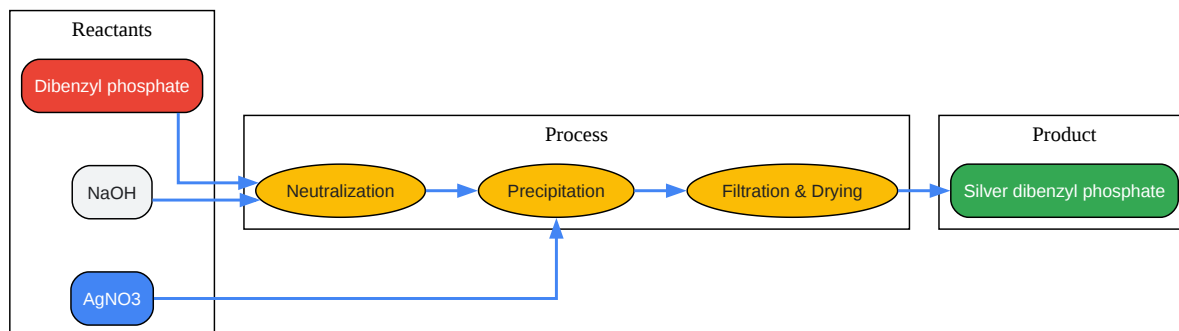 Reactants
Dibenzyl phosphate
NaOH
AgNO3
Process
Neutralization
Precipitation
Filtration & Drying
Product
Silver dibenzyl phosphate